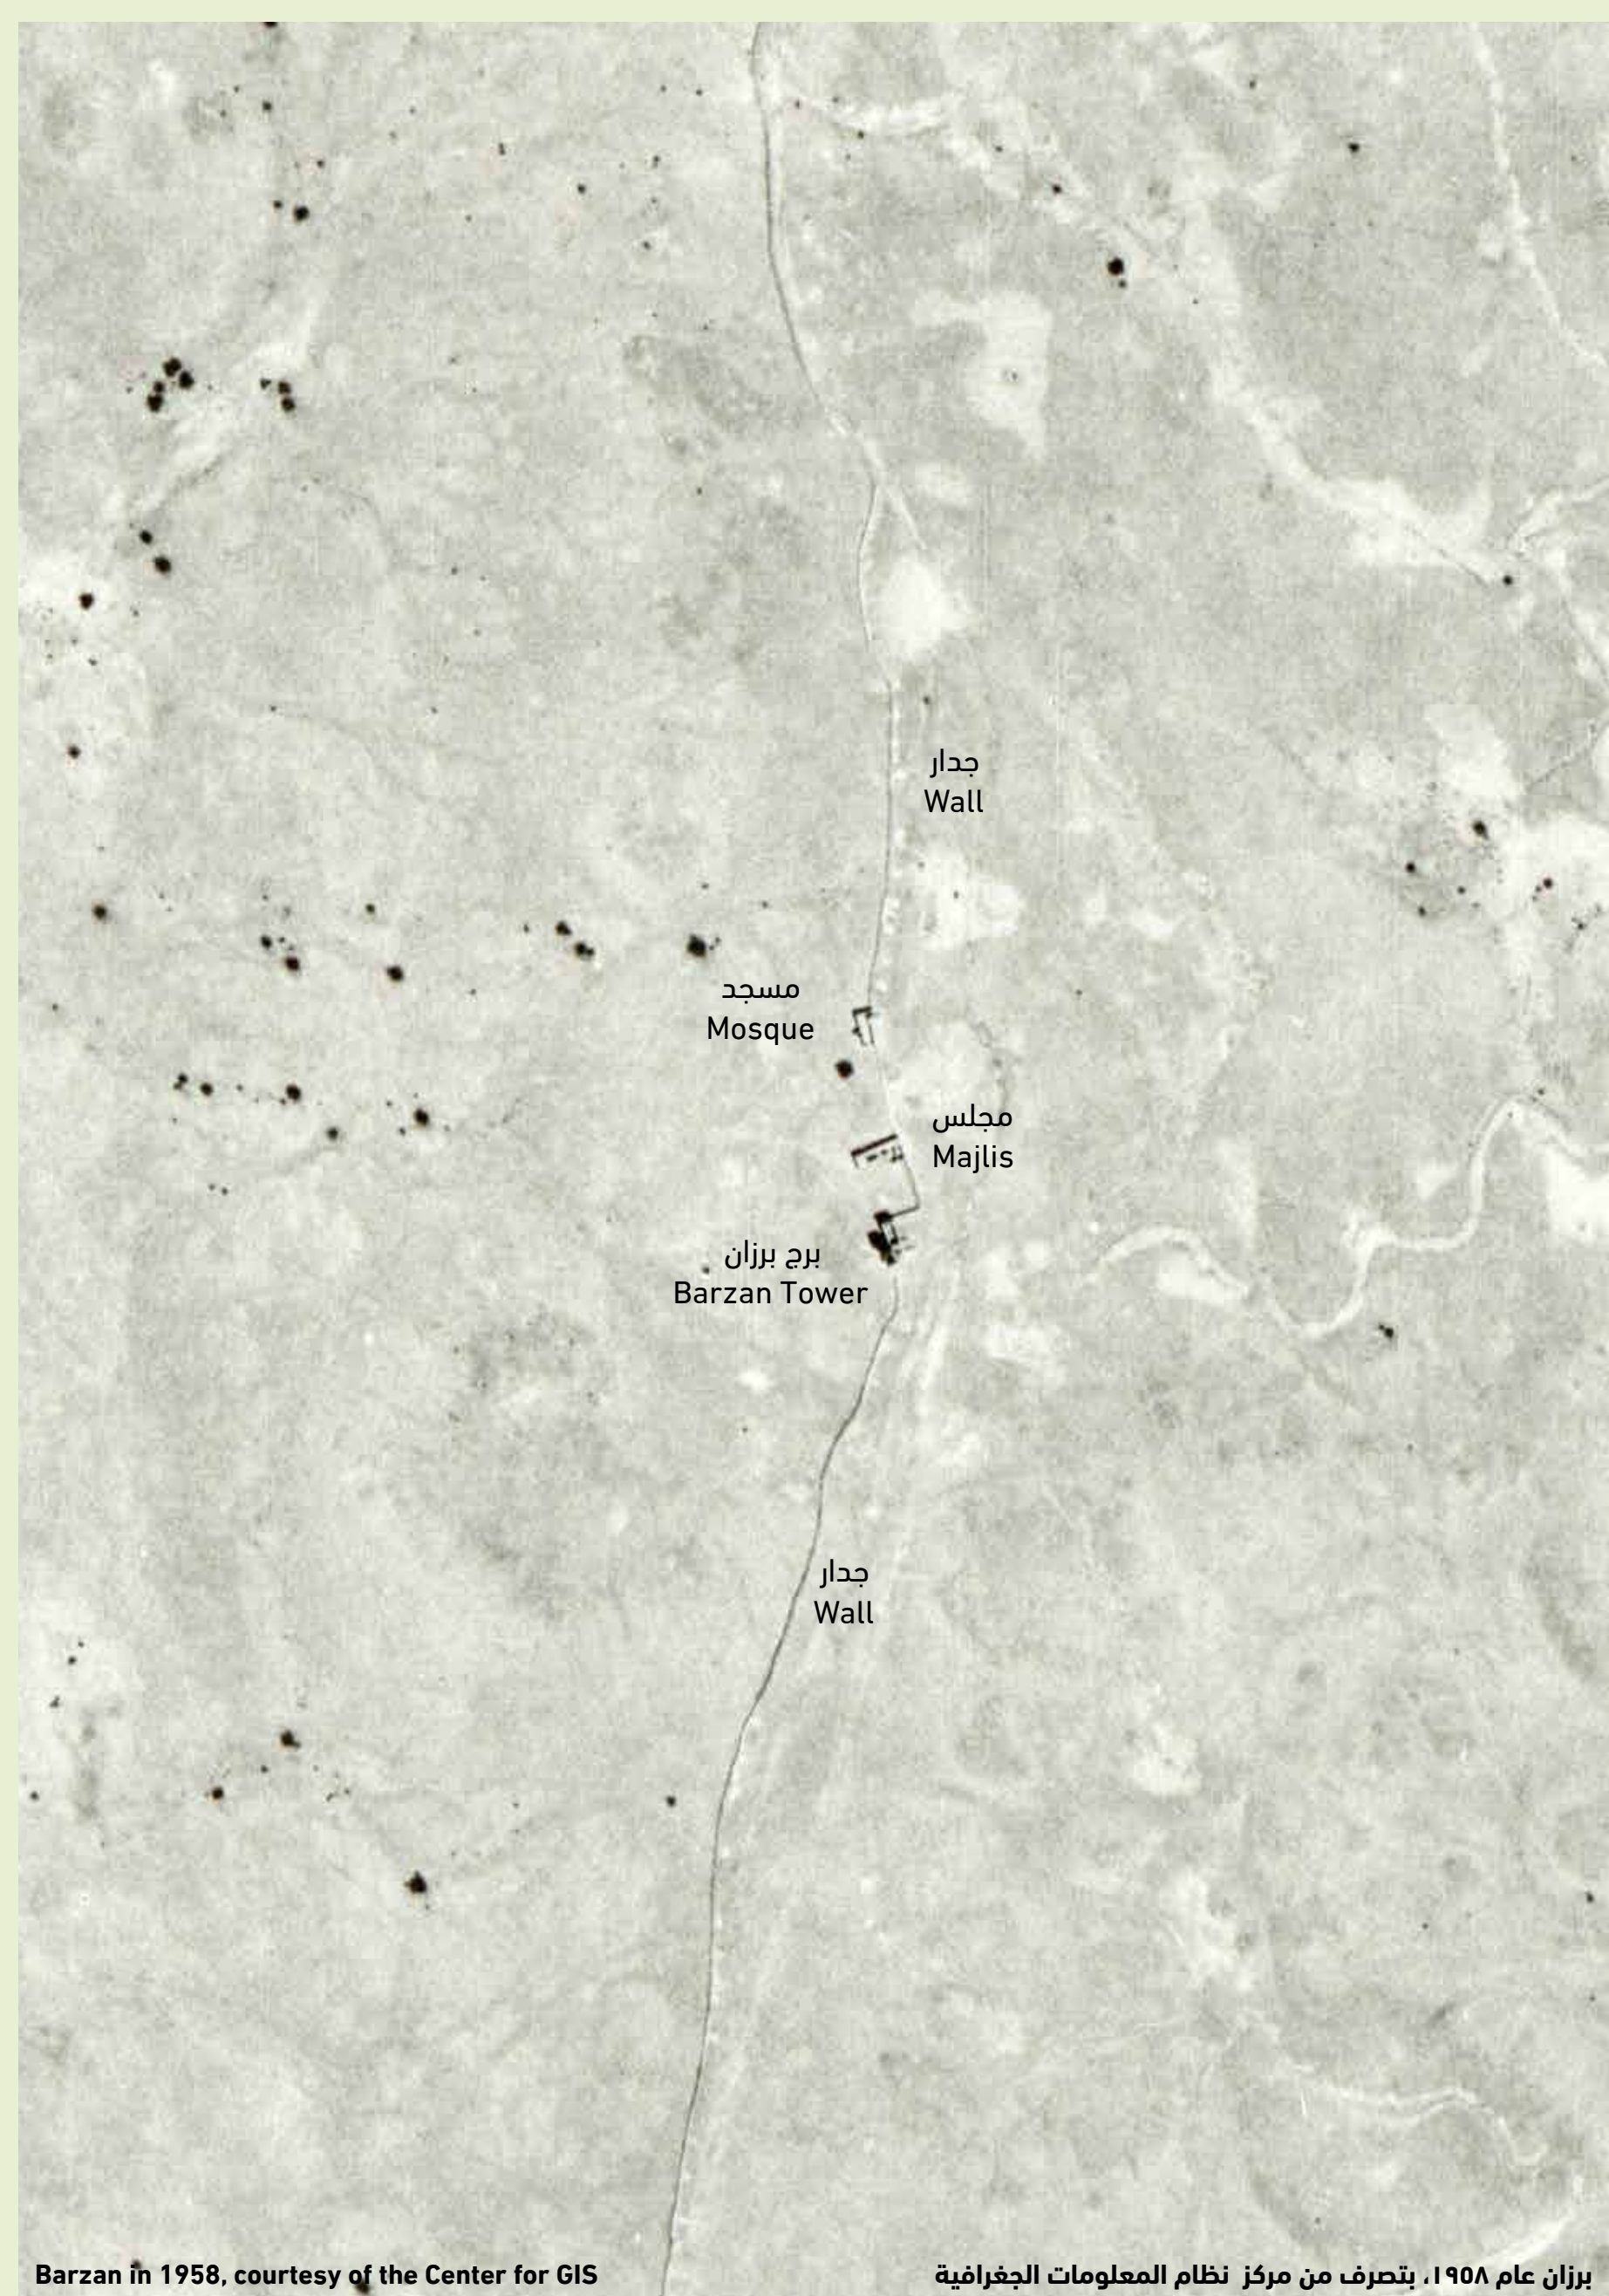 جدار
Wall
مسجد
Mosque
مجلس
Majlis
برج برزان
Barzan Tower
جدار
Wall
Barzan in 1958, courtesy of the Center for GIS
برزان عام ١٩٥٨، بتصرف من مركز نظام المعلومات الجغرافية